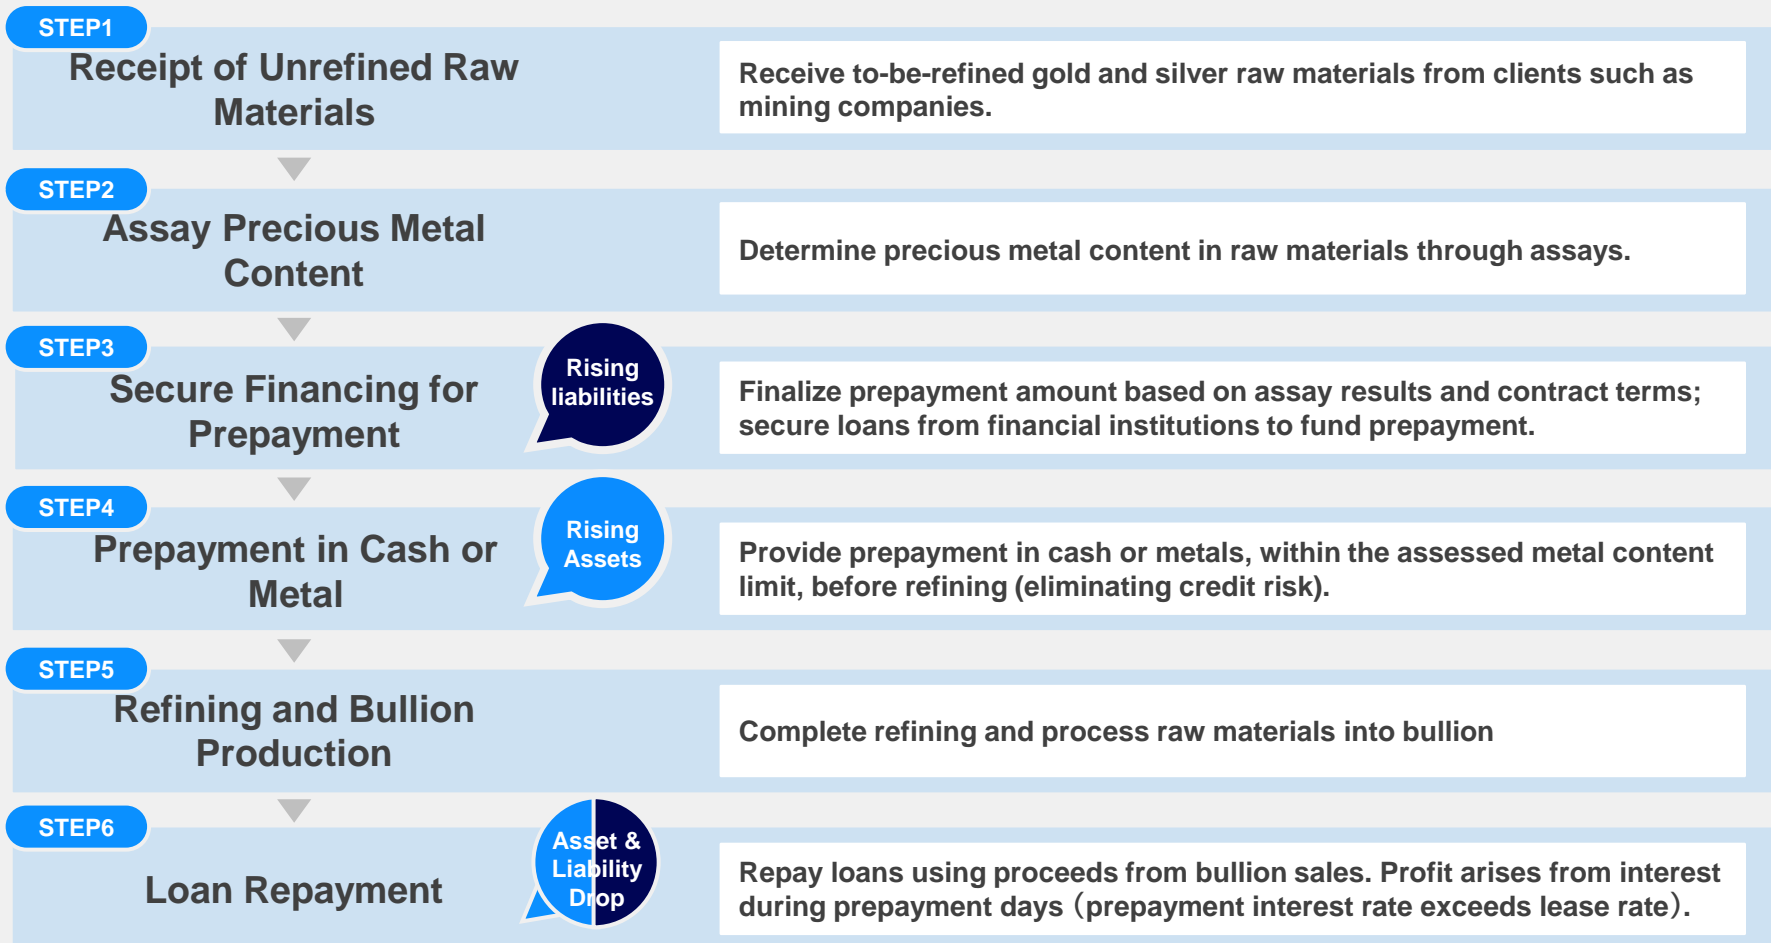 STEP1
Receipt of Unrefined Raw
Materials
Receive to-be-refined gold and silver raw materials from clients such as
mining companies.
STEP2
Assay Precious Metal
Content
Determine precious metal content in raw materials through assays.
STEP3
Secure Financing for
Prepayment
Rising
liabilities
Finalize prepayment amount based on assay results and contract terms;
secure loans from financial institutions to fund prepayment.
STEP4
Prepayment in Cash or
Metal
Rising
Assets
Provide prepayment in cash or metals, within the assessed metal content
limit, before refining (eliminating credit risk).
STEP5
Refining and Bullion
Production
Complete refining and process raw materials into bullion
STEP6
Loan Repayment
Asset &
Liability
Drop
Repay loans using proceeds from bullion sales. Profit arises from interest
during prepayment days（prepayment interest rate exceeds lease rate）.